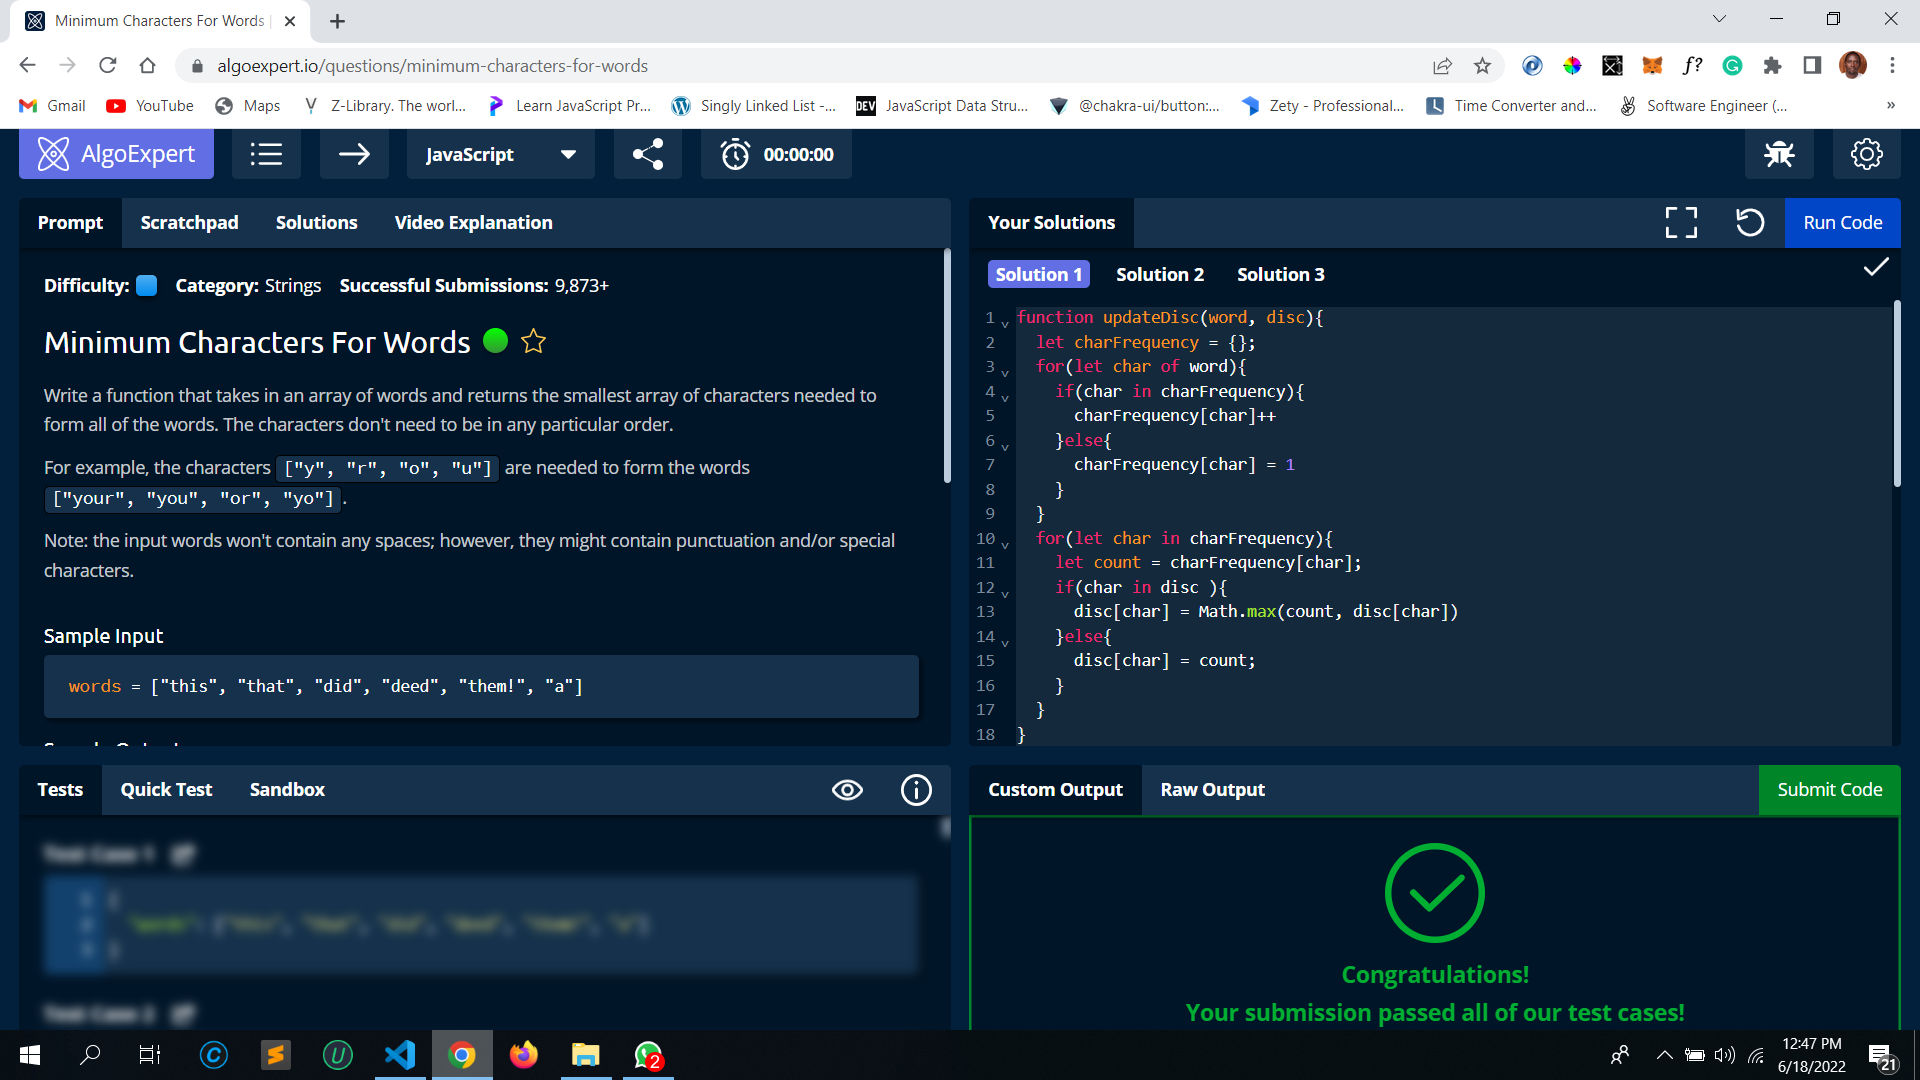 Minimum Characters For Words |
algoexpert.io/questions/minimum-characters-for-words
f?
Gmail
YouTube
Maps
Z-Library. The worl...
Learn JavaScript Pr...
Singly Linked List -...
DEV JavaScript Data Stru...
@chakra-ui/button:...
Zety - Professional...
Time Converter and...
Software Engineer (...
»
AlgoExpert
JavaScript
00:00:00
Prompt
Scratchpad
Solutions
Video Explanation
Difficulty:
Category: Strings
Successful Submissions: 9,873+
Minimum Characters For Words
Write a function that takes in an array of words and returns the smallest array of characters needed to
form all of the words. The characters don't need to be in any particular order.
For example, the characters ["y", "r", "o", "u"] are needed to form the words
["your", "you", "or", "yo"].
Note: the input words won't contain any spaces; however, they might contain punctuation and/or special
characters.
Sample Input
words = ["this", "that", "did", "deed", "them!", "a"]
Your Solutions
Run Code
Solution 1
Solution 2
Solution 3
1 function updateDisc(word, disc){
2 let charFrequency = {};
3 for(let char of word){
4 if(char in charFrequency){
5 charFrequency[char]++
6 }else{
7 charFrequency[char] = 1
8 }
9 }
10 for(let char in charFrequency){
11 let count = charFrequency[char];
12 if(char in disc ){
13 disc[char] = Math.max(count, disc[char])
14 }else{
15 disc[char] = count;
16 }
17 }
18 }
Tests
Quick Test
Sandbox
Test Case 1
Test Case 2
Custom Output
Raw Output
Submit Code
Congratulations!
Your submission passed all of our test cases!
2
12:47 PM
6/18/2022
21